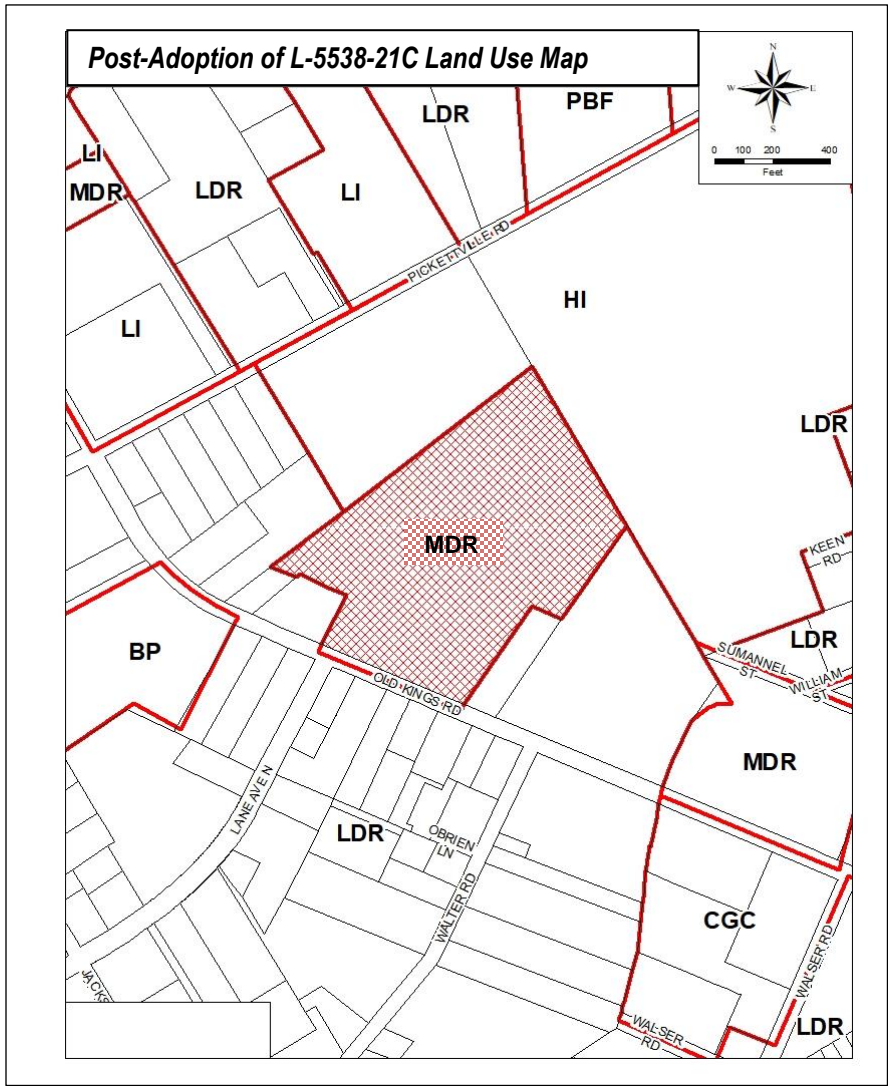 Post-Adoption of L-5538-21C Land Use Map
N
W
E
S
0 100 200 400
Feet
LDR
PBF
LI
MDR
LDR
LI
PICKETTVILLE RD
HI
LI
LDR
MDR
KEEN
RD
BP
LDR
SUMANNEL
ST
WILLIAM
ST
OLD KINGS RD
MDR
LANE AVE N
LDR
OBRIEN
LN
WALTER RD
CGC
WALSER RD
JACKS
WALSER
RD
LDR